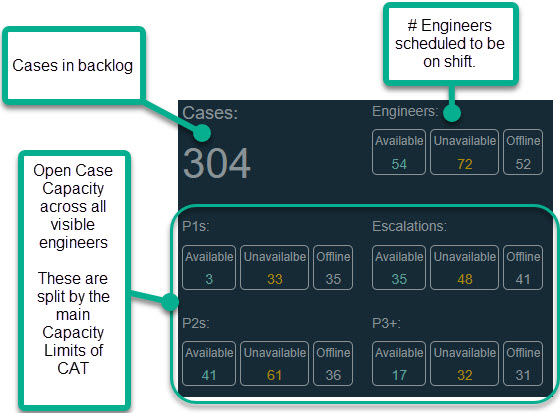 Cases in backlog
# Engineers
scheduled to be
on shift.
Cases:
304
Engineers:
Available Unavailable Offline
54 72 52
Open Case
Capacity
across all
visible
engineers
These are
split by the
main
Capacity
Limits of
CAT
P1s:
Available Unavailalbe Offline
3 33 35
Escalations:
Available Unavailable Offline
35 48 41
P2s:
Available Unavailable Offline
41 61 36
P3+:
Available Unavailable Offline
17 32 31